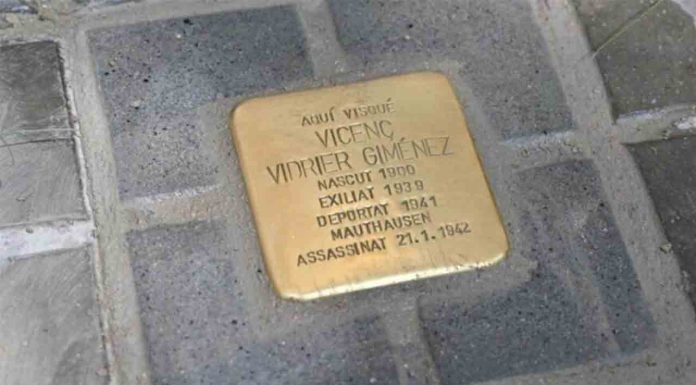 AQUÍ VISQUÉ
VICENÇ
VIDRIER GIMÉNEZ
NASCUT 1900
EXILIAT 1939
DEPORTAT 1941
MAUTHAUSEN
ASSASSINAT 21.1.1942